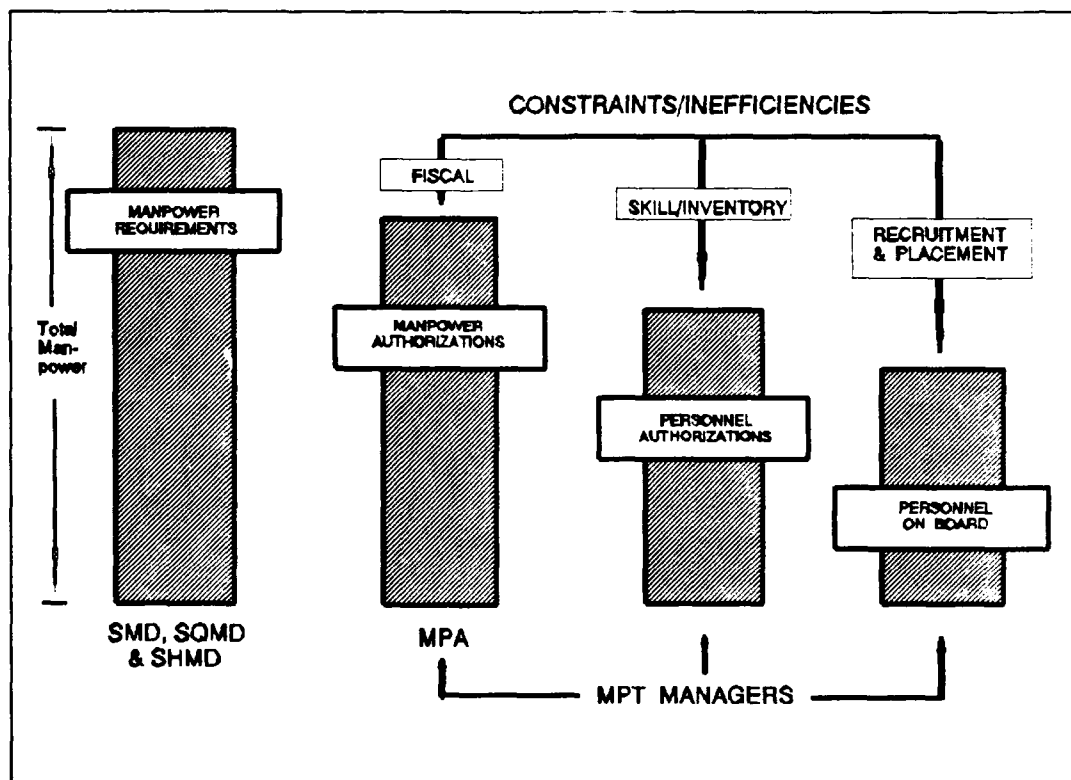 CONSTRAINTS/INEFFICIENCIES
FISCAL
SKILL/INVENTORY
RECRUITMENT
& PLACEMENT
MANPOWER
REQUIREMENTS
MANPOWER
AUTHORIZATIONS
PERSONNEL
AUTHORIZATIONS
PERSONNEL
ON BOARD
Total
Man-
power
SMD, SQMD
& SHMD
MPA
MPT MANAGERS